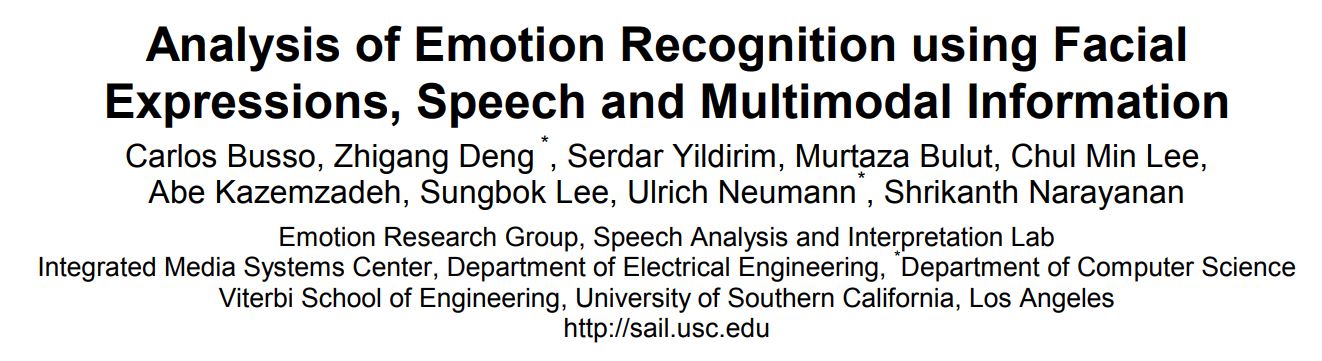 Analysis of Emotion Recognition using Facial
Expressions, Speech and Multimodal Information
Carlos Busso, Zhigang Deng *, Serdar Yildirim, Murtaza Bulut, Chul Min Lee,
Abe Kazemzadeh, Sungbok Lee, Ulrich Neumann*, Shrikanth Narayanan
Emotion Research Group, Speech Analysis and Interpretation Lab
Integrated Media Systems Center, Department of Electrical Engineering, *Department of Computer Science
Viterbi School of Engineering, University of Southern California, Los Angeles
http://sail.usc.edu